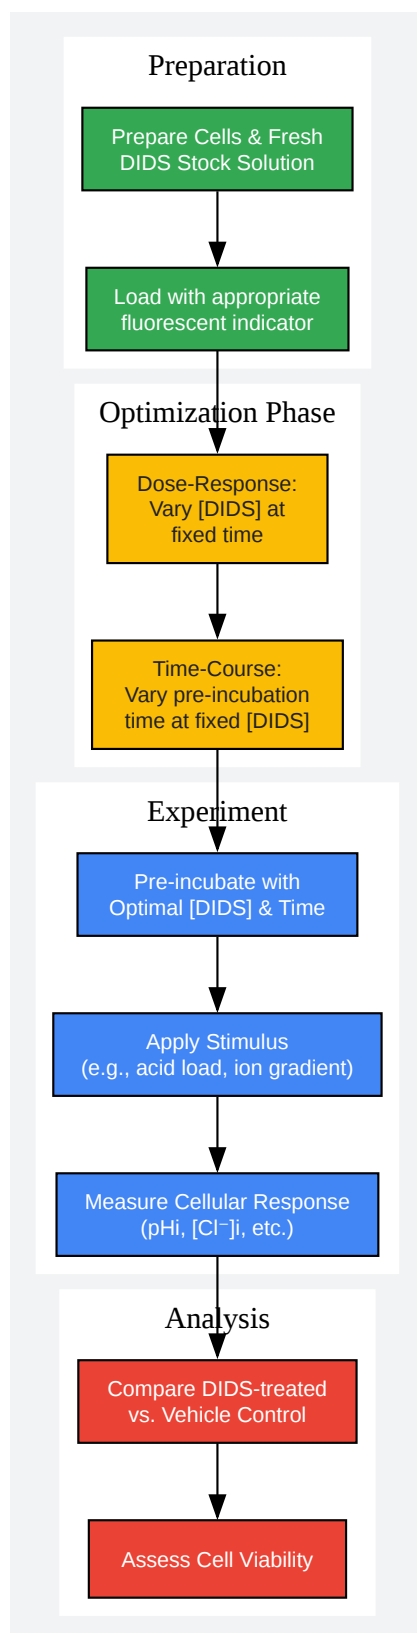 Preparation
Prepare Cells & Fresh
DIDS Stock Solution
Load with appropriate
fluorescent indicator
Optimization Phase
Dose-Response:
Vary [DIDS] at
fixed time
Time-Course:
Vary pre-incubation
time at fixed [DIDS]
Experiment
Pre-incubate with
Optimal [DIDS] & Time
Apply Stimulus
(e.g., acid load, ion gradient)
Measure Cellular Response
(pHi, [Cl⁻]i, etc.)
Analysis
Compare DIDS-treated
vs. Vehicle Control
Assess Cell Viability